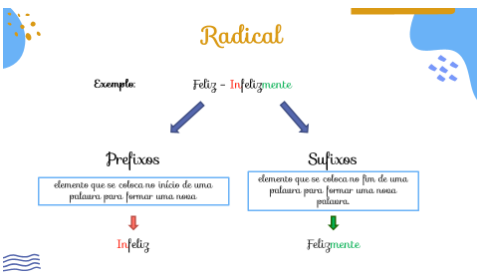 Radical
Exemplo:
Feliz - Infelizmente
Prefixos
elemento que se coloca no início de uma
palavra para formar uma nova
Infeliz
Sufixos
elemento que se coloca no fim de uma
palavra para formar uma nova
palavra.
Felizmente